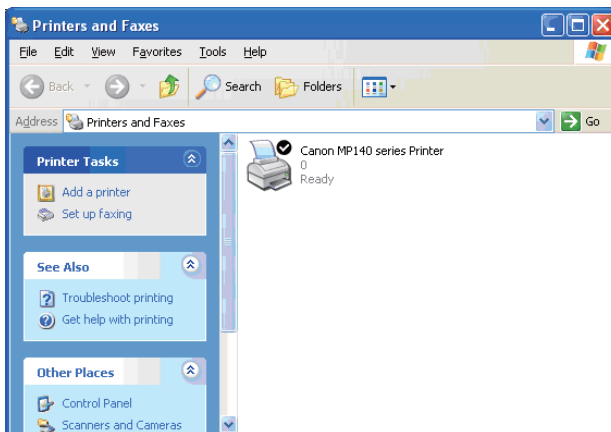 Printers and Faxes
File Edit View Favorites Tools Help
Back Search Folders
Address Printers and Faxes Go
Printer Tasks
Add a printer
Set up faxing
See Also
Troubleshoot printing
Get help with printing
Other Places
Control Panel
Scanners and Cameras
Canon MP140 series Printer
0
Ready